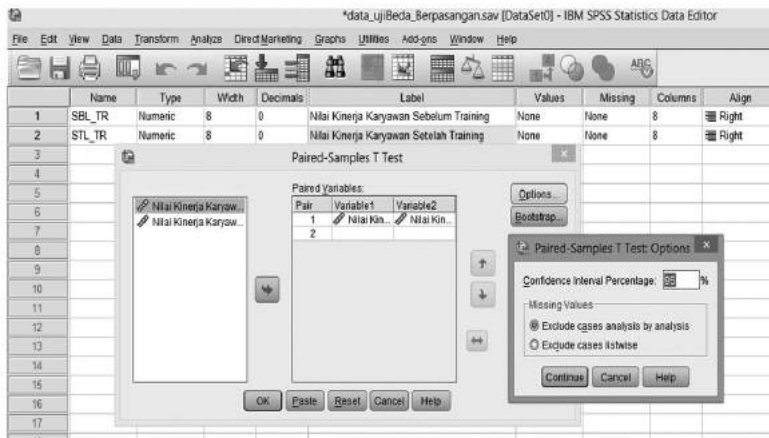 *data_ujiBeda_Berpasangan.sav [DataSet0] - IBM SPSS Statistics Data Editor
File Edit View Data Transform Analyze Direct Marketing Graphs Utilities Add-ons Window Help
Name Type Width Decimals Label Values Missing Columns Align
1 SBL_TR Numeric 8 0 Nilai Kinerja Karyawan Sebelum Training None None 8 Right
2 STL_TR Numeric 8 0 Nilai Kinerja Karyawan Setelah Training None None 8 Right
3
4
5
6
7
8
9
10
11
12
13
14
15
16
17
Paired-Samples T Test
Nilai Kinerja Karyaw...
Nilai Kinerja Karyaw...
Paired Variables:
Pair Variable1 Variable2
1 Nilai Kin... Nilai Kin...
2
Options...
Bootstrap...
OK Paste Reset Cancel Help
Paired-Samples T Test: Options
Confidence Interval Percentage: 95 %
Missing Values
Exclude cases analysis by analysis
Exclude cases listwise
Continue Cancel Help